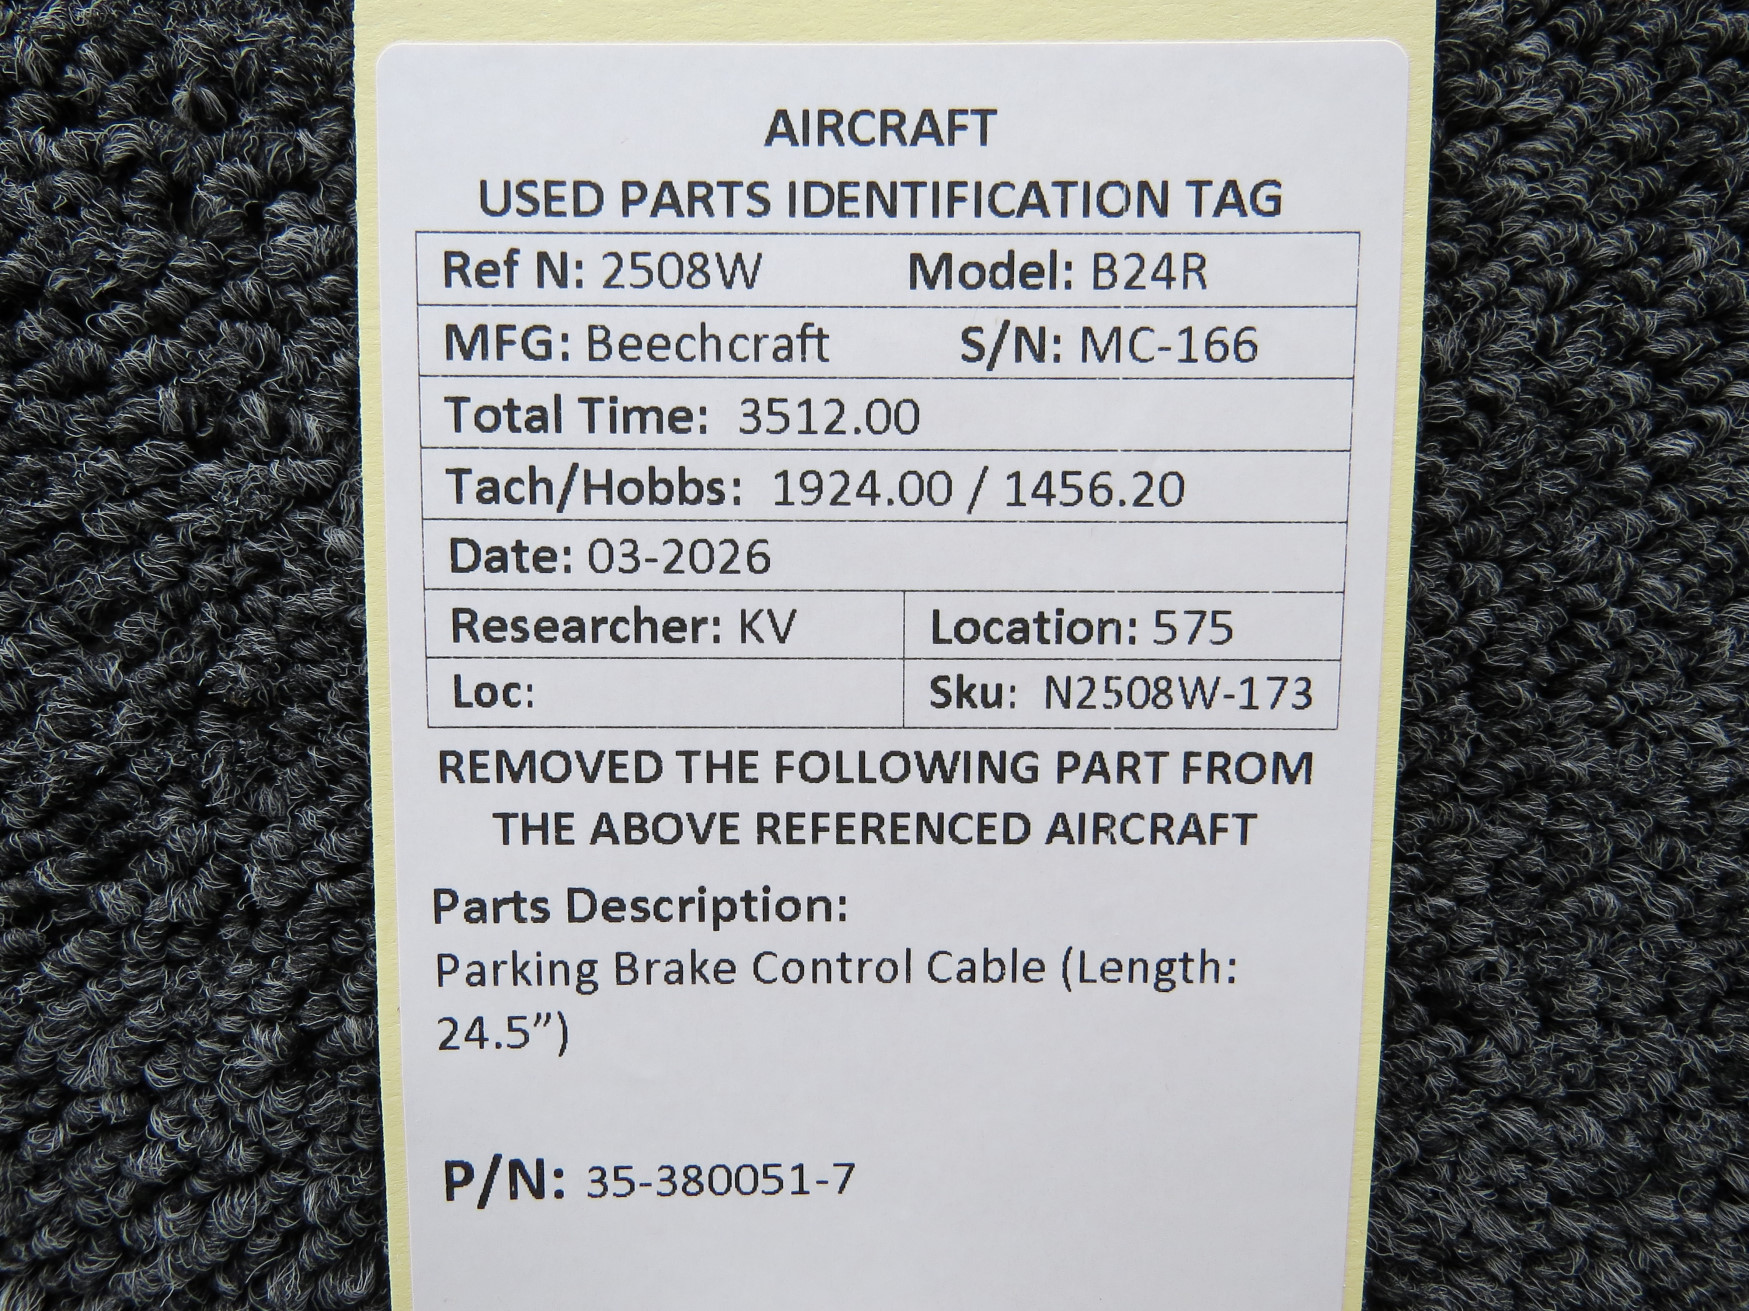 AIRCRAFT
USED PARTS IDENTIFICATION TAG
Ref N: 2508W Model: B24R
MFG: Beechcraft S/N: MC-166
Total Time: 3512.00
Tach/Hobbs: 1924.00 / 1456.20
Date: 03-2026
Researcher: KV Location: 575
Loc: Sku: N2508W-173
REMOVED THE FOLLOWING PART FROM
THE ABOVE REFERENCED AIRCRAFT
Parts Description:
Parking Brake Control Cable (Length:
24.5”)
P/N: 35-380051-7